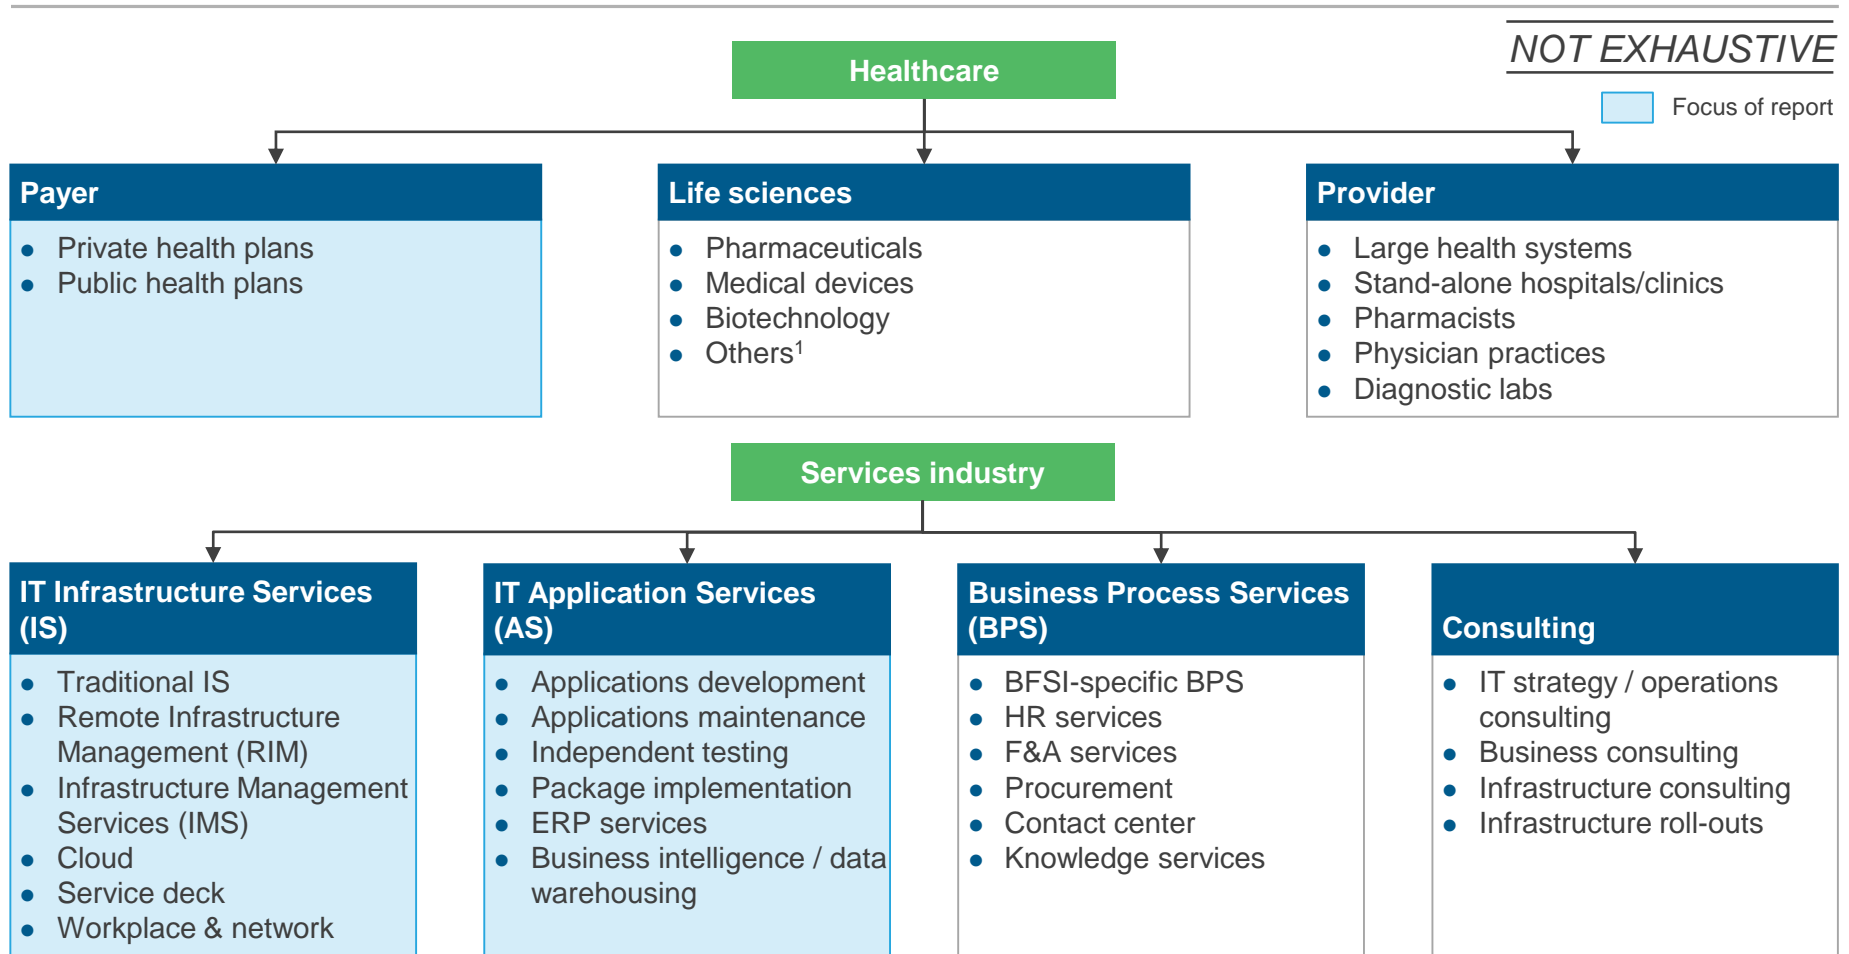 NOT EXHAUSTIVE
Focus of report
Healthcare
Payer
● Private health plans
● Public health plans
Life sciences
● Pharmaceuticals
● Medical devices
● Biotechnology
● Others¹
Provider
● Large health systems
● Stand-alone hospitals/clinics
● Pharmacists
● Physician practices
● Diagnostic labs
Services industry
IT Infrastructure Services
(IS)
● Traditional IS
● Remote Infrastructure
Management (RIM)
● Infrastructure Management
Services (IMS)
● Cloud
● Service deck
● Workplace & network
IT Application Services
(AS)
● Applications development
● Applications maintenance
● Independent testing
● Package implementation
● ERP services
● Business intelligence / data
warehousing
Business Process Services
(BPS)
● BFSI-specific BPS
● HR services
● F&A services
● Procurement
● Contact center
● Knowledge services
Consulting
● IT strategy / operations
consulting
● Business consulting
● Infrastructure consulting
● Infrastructure roll-outs